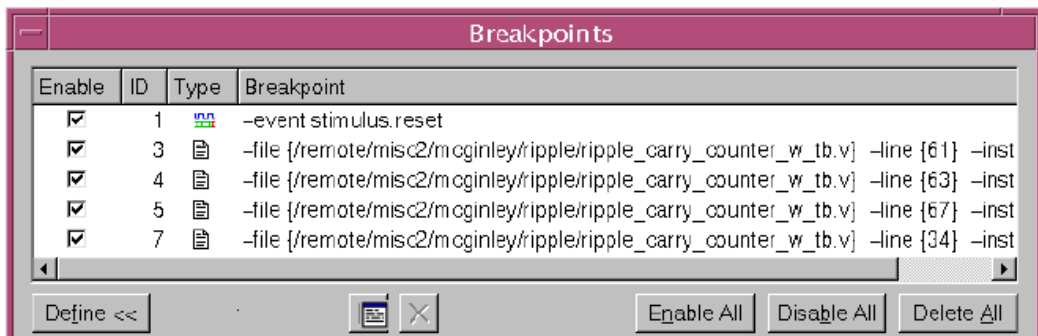 Breakpoints
Enable ID Type Breakpoint
1 –event stimulus.reset
3 –file {/remote/misc2/mcginley/ripple/ripple_carry_counter_w_tb.v} –line {61} –inst
4 –file {/remote/misc2/mcginley/ripple/ripple_carry_counter_w_tb.v} –line {63} –inst
5 –file {/remote/misc2/mcginley/ripple/ripple_carry_counter_w_tb.v} –line {67} –inst
7 –file {/remote/misc2/mcginley/ripple/ripple_carry_counter_w_tb.v} –line {34} –inst
Define << Enable All Disable All Delete All